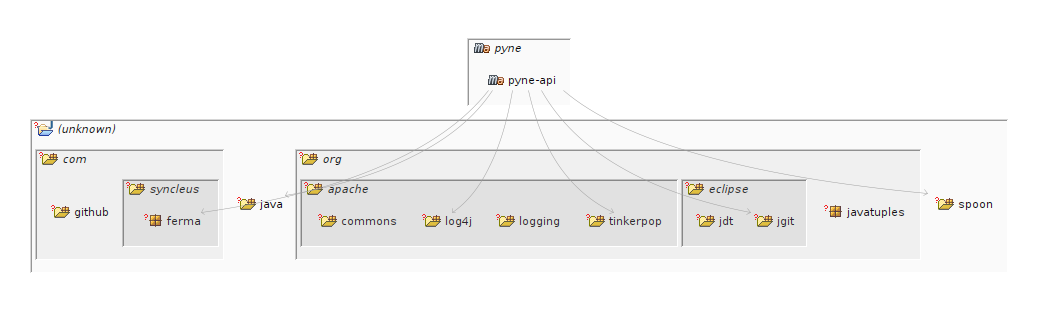 pyne
pyne-api
(unknown)
com
org
syncleus
apache
eclipse
github
java
javatuples
spoon
ferma
commons
log4j
logging
tinkerpop
jdt
jgit